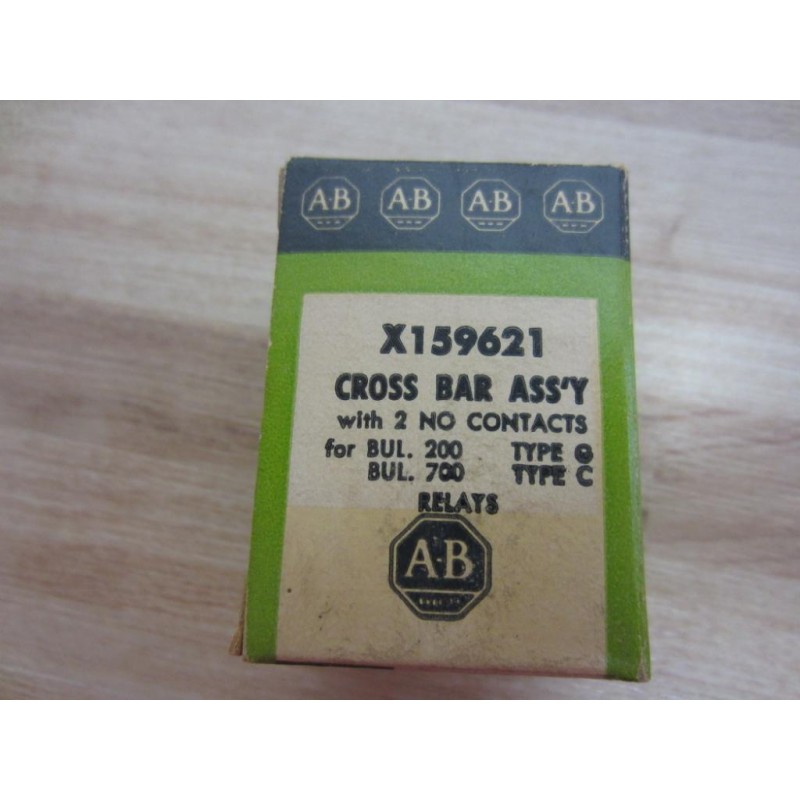 A-B A-B A-B A-B
X159621
CROSS BAR ASS'Y
with 2 NO CONTACTS
for BUL. 200 TYPE G
BUL. 700 TYPE C
RELAYS
A-B